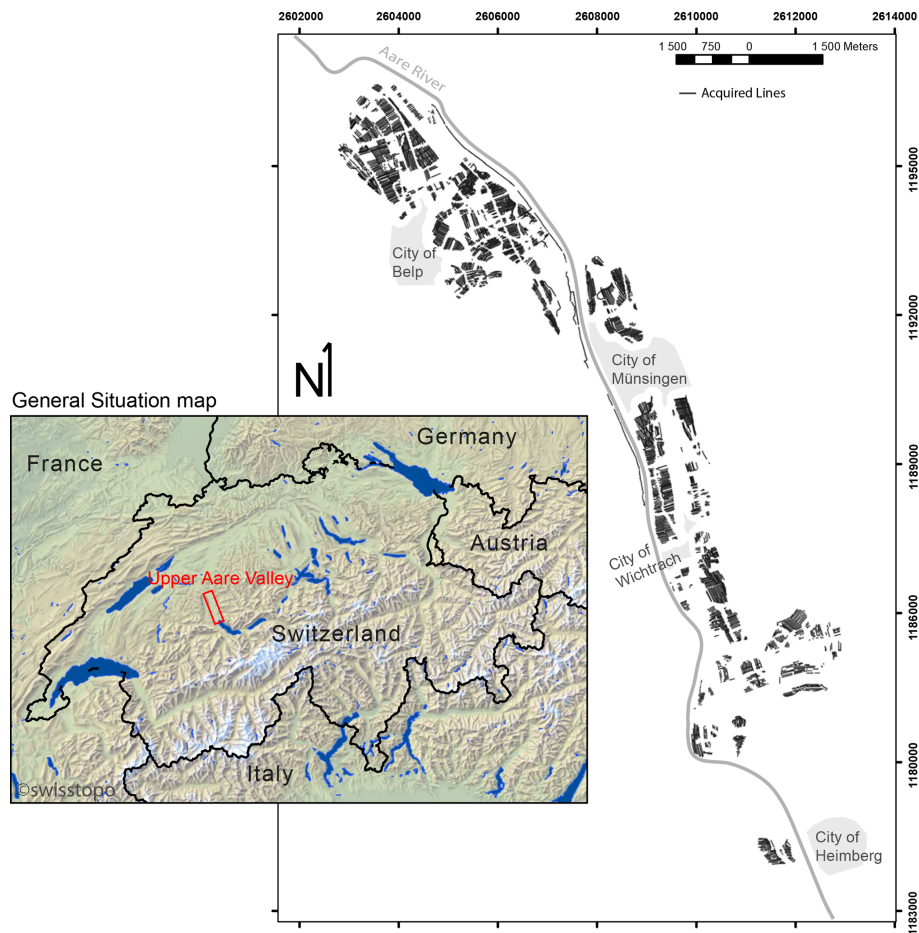 2602000 2604000 2606000 2608000 2610000 2612000 2614000
1 500 750 0 1 500 Meters
Acquired Lines
Aare River
1195000
City of
Belp
1192000
City of
Münsingen
N
General Situation map
Germany
France
1189000
Austria
City of
Wichtrach
Upper Aare Valley
Switzerland
1186000
Italy
©swisstopo
1180000
City of
Heimberg
1183000